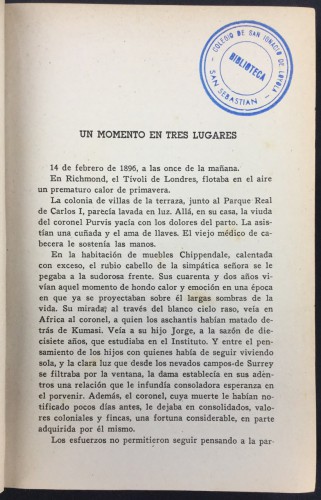 COLEGIO DE SAN IGNACIO DE LOYOLA
BIBLIOTECA
SAN SEBASTIAN
UN MOMENTO EN TRES LUGARES
14 de febrero de 1896, a las once de la mañana.
En Richmond, el Tívoli de Londres, flotaba en el aire
un prematuro calor de primavera.
La colonia de villas de la terraza, junto al Parque Real
de Carlos I, parecía lavada en luz. Allá, en su casa, la viuda
del coronel Purvis yacía con los dolores del parto. La asis-
tían una cuñada y el ama de llaves. El viejo médico de ca-
becera le sostenía las manos.
En la habitación de muebles Chippendale, calentada
con exceso, el rubio cabello de la simpática señora se le
pegaba a la sudorosa frente. Sus cuarenta y dos años vi-
vían aquel momento de hondo calor y emoción en una época
en que ya se proyectaban sobre él largas sombras de la
vida. Su mirada, al través del blanco cielo raso, veía en
Africa al coronel, a quien los aschantis habían matado de-
trás de Kumasi. Veía a su hijo Jorge, a la sazón de die-
cisiete años, que estudiaba en el Instituto. Y entre el pen-
samiento de los hijos con quienes había de seguir viviendo
sola, y la clara luz que desde los nevados campos de Surrey
se filtraba por la ventana, la dama establecía en sus aden-
tros una relación que le infundía consoladora esperanza en
el porvenir. Además, el coronel, cuya muerte le habían no-
tificado pocos días antes, le dejaba en consolidados, valo-
res coloniales y fincas, una fortuna considerable, en parte
adquirida por él mismo.
Los esfuerzos no permitieron seguir pensando a la par-